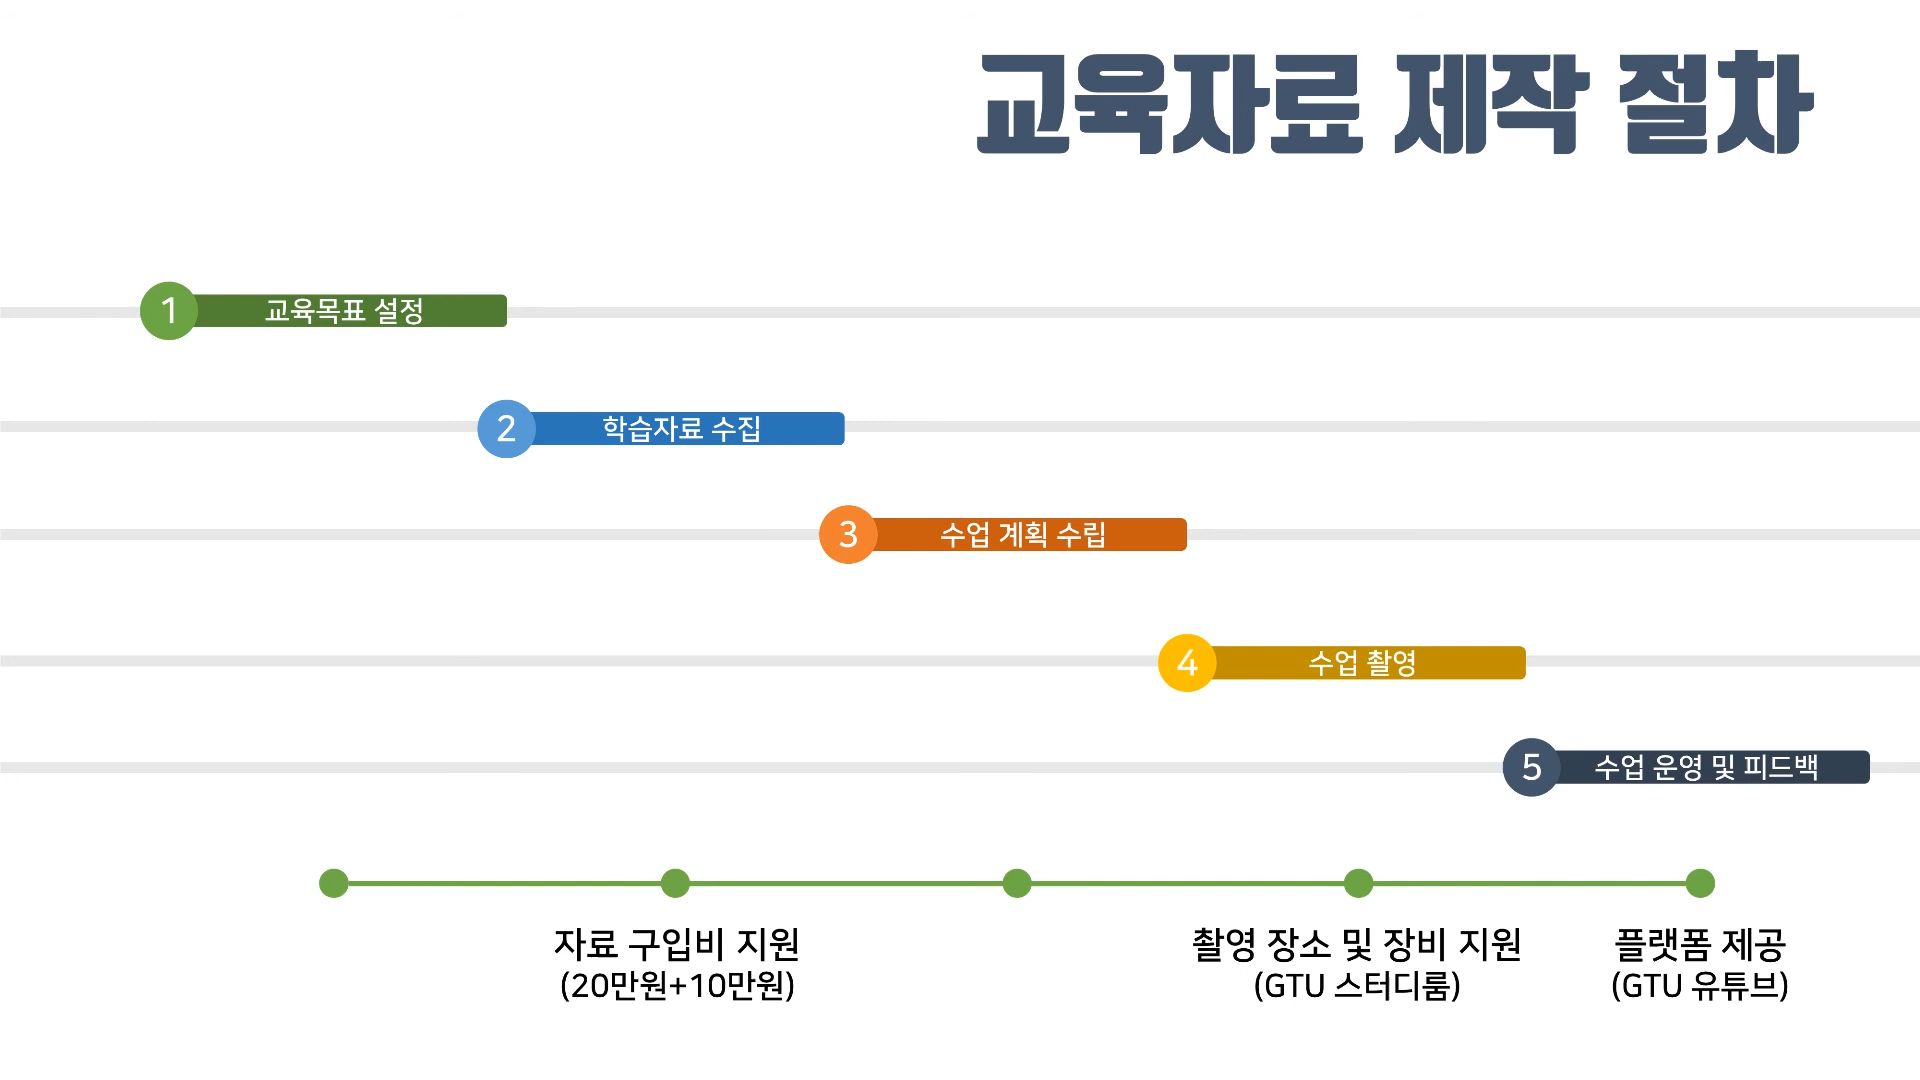 교육자료 제작 절차
1 교육목표 설정
2 학습자료 수집
3 수업 계획 수립
4 수업 촬영
5 수업 운영 및 피드백
자료 구입비 지원
(20만원+10만원)
촬영 장소 및 장비 지원
(GTU 스터디룸)
플랫폼 제공
(GTU 유튜브)